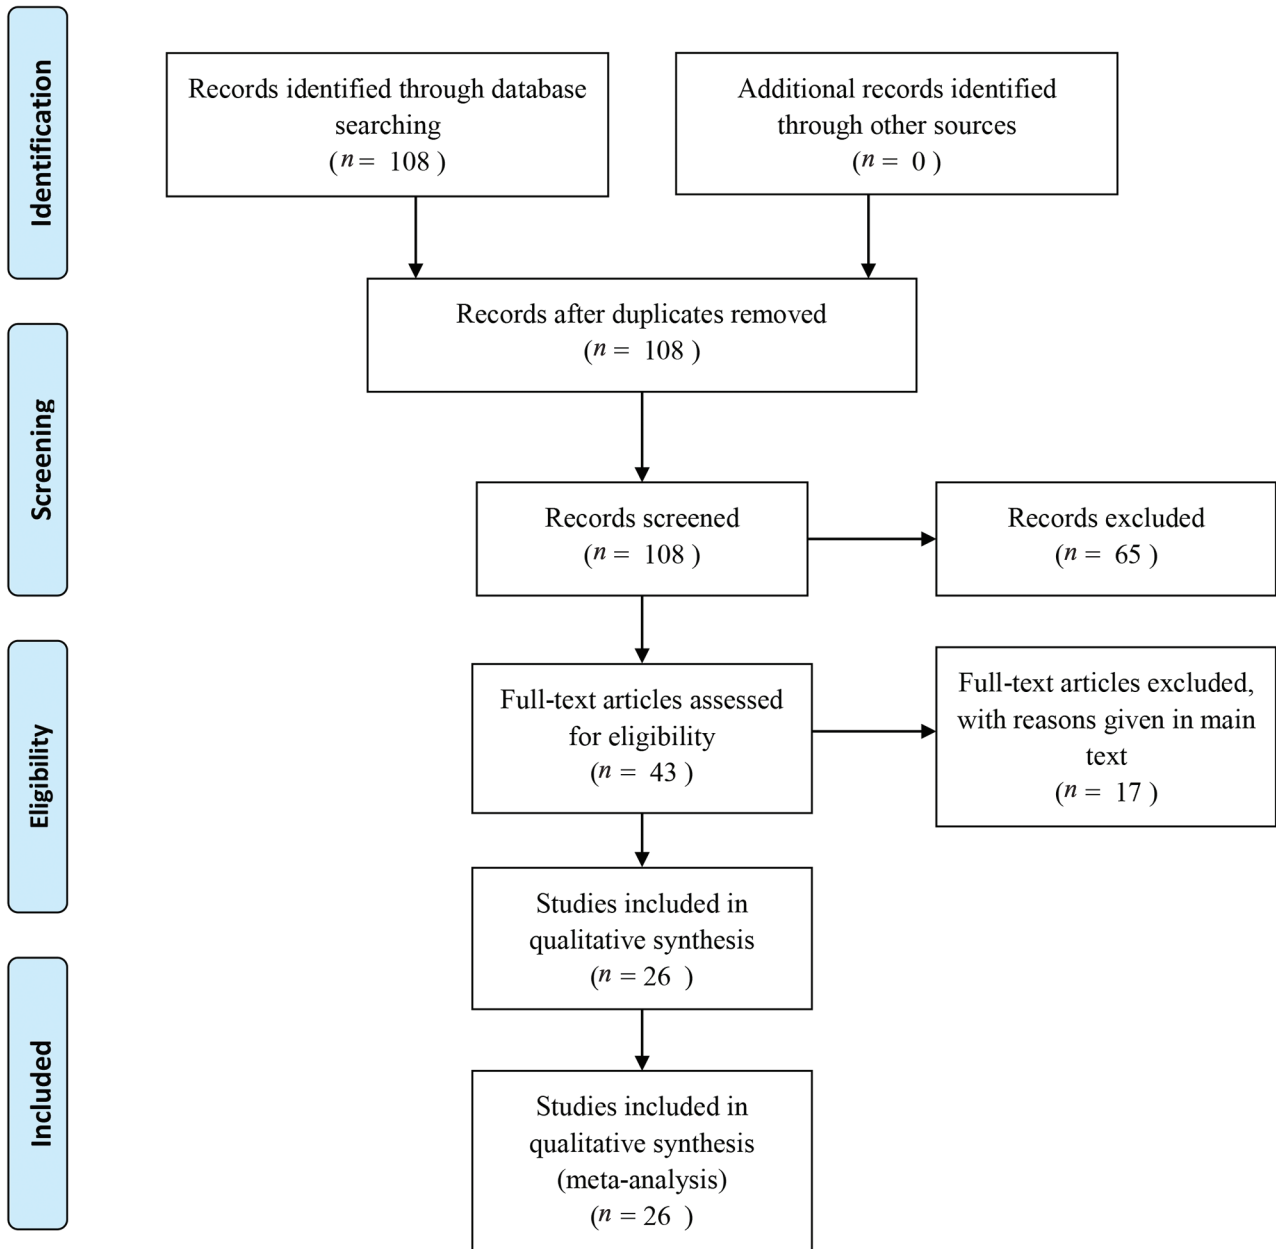 Identification
Records identified through database
searching
(n = 108 )
Additional records identified
through other sources
(n = 0 )
Records after duplicates removed
(n = 108 )
Screening
Records screened
(n = 108 )
Records excluded
(n = 65 )
Eligibility
Full-text articles assessed
for eligibility
(n = 43 )
Full-text articles excluded,
with reasons given in main
text
(n = 17 )
Studies included in
qualitative synthesis
(n = 26 )
Included
Studies included in
qualitative synthesis
(meta-analysis)
(n = 26 )